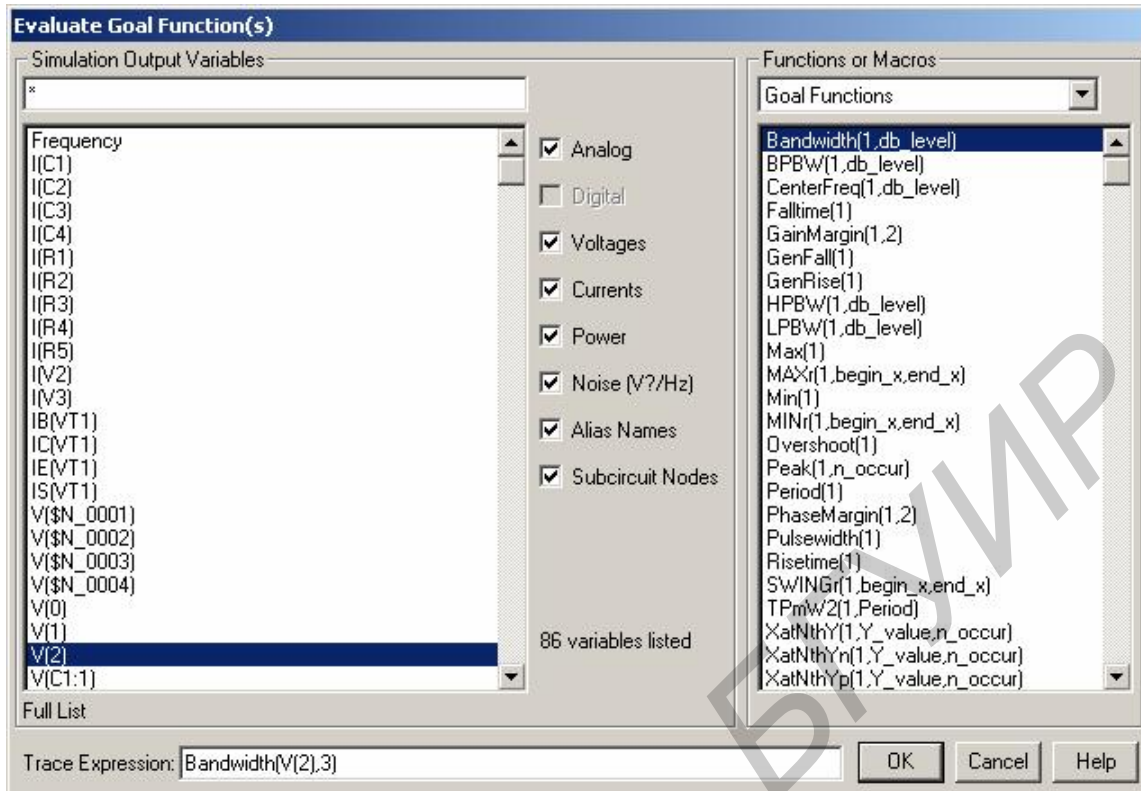 Evaluate Goal Function(s)
Simulation Output Variables
*
Frequency
I(C1)
I(C2)
I(C3)
I(C4)
I(R1)
I(R2)
I(R3)
I(R4)
I(R5)
I(V2)
I(V3)
IB(VT1)
IC(VT1)
IE(VT1)
IS(VT1)
V($N_0001)
V($N_0002)
V($N_0003)
V($N_0004)
V(0)
V(1)
V(2)
V(C1:1)
Full List
Analog
Digital
Voltages
Currents
Power
Noise (V?/Hz)
Alias Names
Subcircuit Nodes
86 variables listed
Functions or Macros
Goal Functions
Bandwidth(1,db_level)
BPBW(1,db_level)
CenterFreq(1,db_level)
Falltime(1)
GainMargin(1,2)
GenFall(1)
GenRise(1)
HPBW(1,db_level)
LPBW(1,db_level)
Max(1)
MAXr(1,begin_x,end_x)
Min(1)
MINr(1,begin_x,end_x)
Overshoot(1)
Peak(1,n_occur)
Period(1)
PhaseMargin(1,2)
Pulsewidth(1)
Risetime(1)
SWINGr(1,begin_x,end_x)
TPmW2(1,Period)
XatNthY(1,Y_value,n_occur)
XatNthYn(1,Y_value,n_occur)
XatNthYp(1,Y_value,n_occur)
Trace Expression: Bandwidth(V(2),3)
OK
Cancel
Help
БГУИР